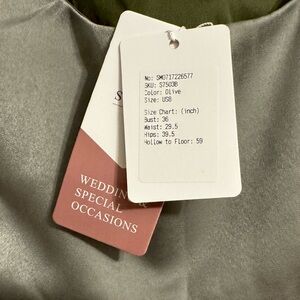 No: SM0717226577
SKU: S7503B
Color: Olive
Size: US8
Size Chart: (inch)
Bust: 36
Waist: 29.5
Hips: 39.5
Hollow to Floor: 59
S
WEDDING &
SPECIAL
OCCASIONS